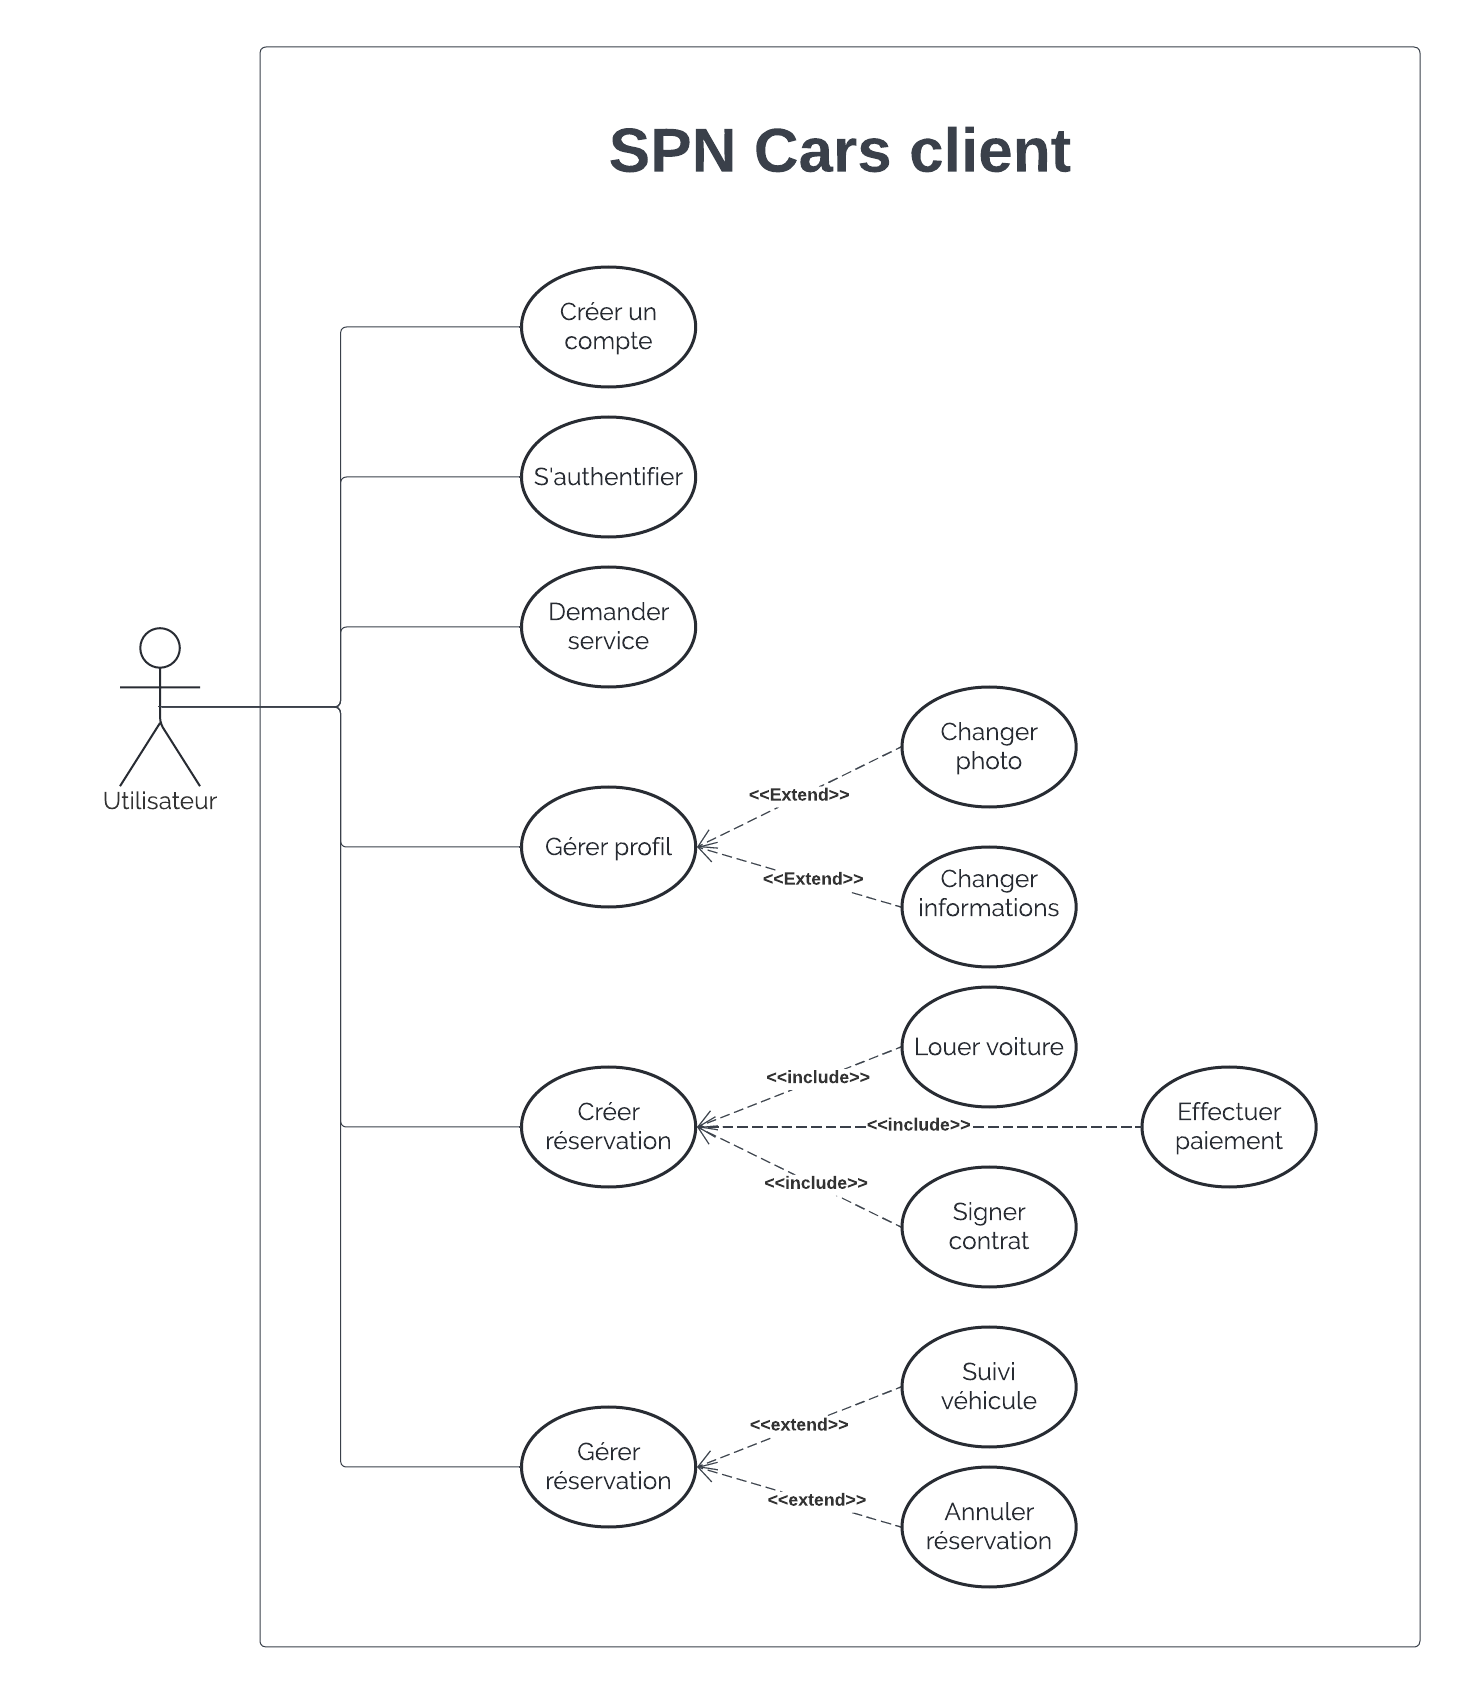 SPN Cars client
Créer un
compte
S'authentifier
Demander
service
Utilisateur
Changer
photo
<<Extend>>
Gérer profil
<<Extend>>
Changer
informations
Louer voiture
<<include>>
Créer
réservation
<<include>>
Effectuer
paiement
<<include>>
Signer
contrat
Suivi
véhicule
<<extend>>
Gérer
réservation
<<extend>>
Annuler
réservation